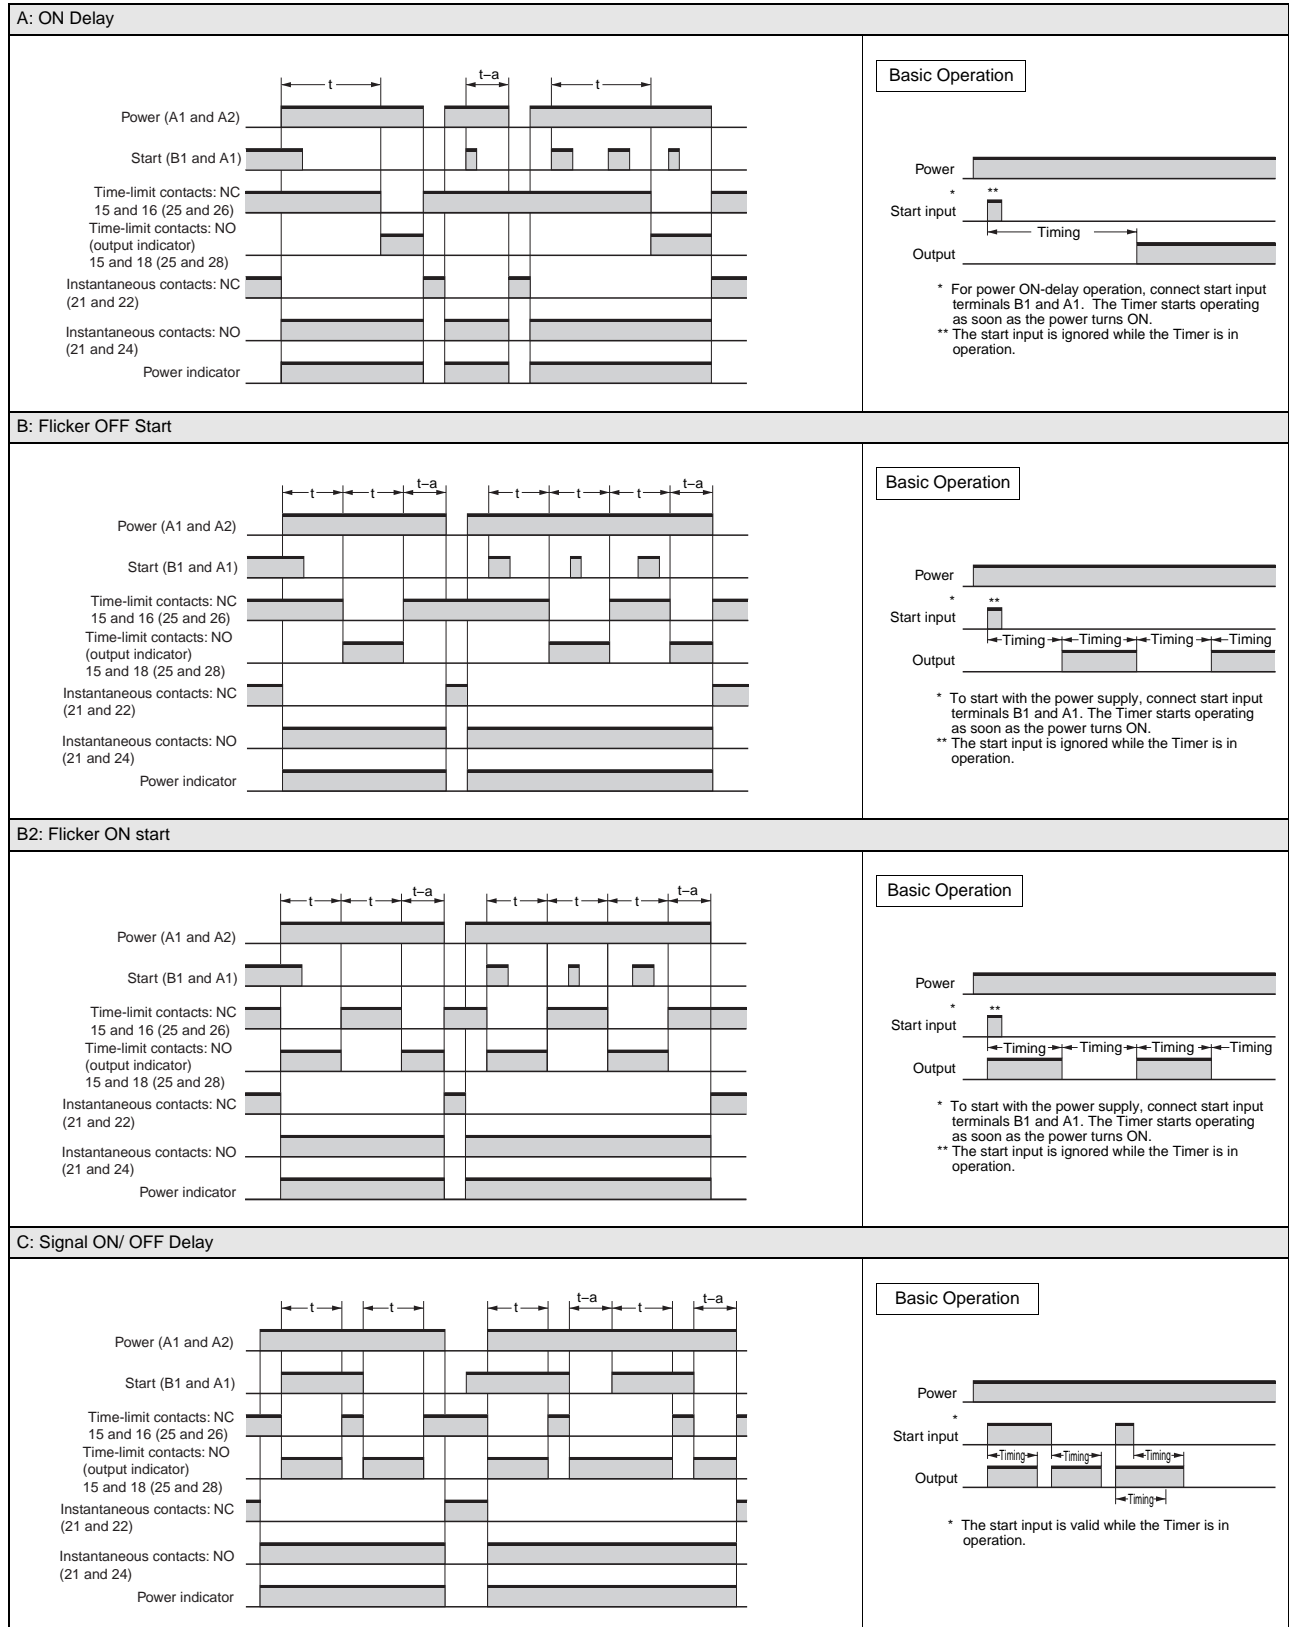 A: ON Delay
t
t−a
t
Power (A1 and A2)
Start (B1 and A1)
Time-limit contacts: NC
15 and 16 (25 and 26)
Time-limit contacts: NO
(output indicator)
15 and 18 (25 and 28)
Instantaneous contacts: NC
(21 and 22)
Instantaneous contacts: NO
(21 and 24)
Power indicator
Basic Operation
Power
*
**
Start input
Timing
Output
* For power ON-delay operation, connect start input
terminals B1 and A1. The Timer starts operating
as soon as the power turns ON.
** The start input is ignored while the Timer is in
operation.
B: Flicker OFF Start
t
t
t−a
t
t
t
t−a
Power (A1 and A2)
Start (B1 and A1)
Time-limit contacts: NC
15 and 16 (25 and 26)
Time-limit contacts: NO
(output indicator)
15 and 18 (25 and 28)
Instantaneous contacts: NC
(21 and 22)
Instantaneous contacts: NO
(21 and 24)
Power indicator
Basic Operation
Power
*
**
Start input
Timing Timing Timing Timing
Output
* To start with the power supply, connect start input
terminals B1 and A1. The Timer starts operating
as soon as the power turns ON.
** The start input is ignored while the Timer is in
operation.
B2: Flicker ON start
t
t
t−a
t
t
t
t−a
Power (A1 and A2)
Start (B1 and A1)
Time-limit contacts: NC
15 and 16 (25 and 26)
Time-limit contacts: NO
(output indicator)
15 and 18 (25 and 28)
Instantaneous contacts: NC
(21 and 22)
Instantaneous contacts: NO
(21 and 24)
Power indicator
Basic Operation
Power
*
**
Start input
Timing Timing Timing Timing
Output
* To start with the power supply, connect start input
terminals B1 and A1. The Timer starts operating
as soon as the power turns ON.
** The start input is ignored while the Timer is in
operation.
C: Signal ON/ OFF Delay
t
t
t
t−a
t
t−a
Power (A1 and A2)
Start (B1 and A1)
Time-limit contacts: NC
15 and 16 (25 and 26)
Time-limit contacts: NO
(output indicator)
15 and 18 (25 and 28)
Instantaneous contacts: NC
(21 and 22)
Instantaneous contacts: NO
(21 and 24)
Power indicator
Basic Operation
Power
*
Start input
Timing Timing Timing
Output
Timing
* The start input is valid while the Timer is in
operation.